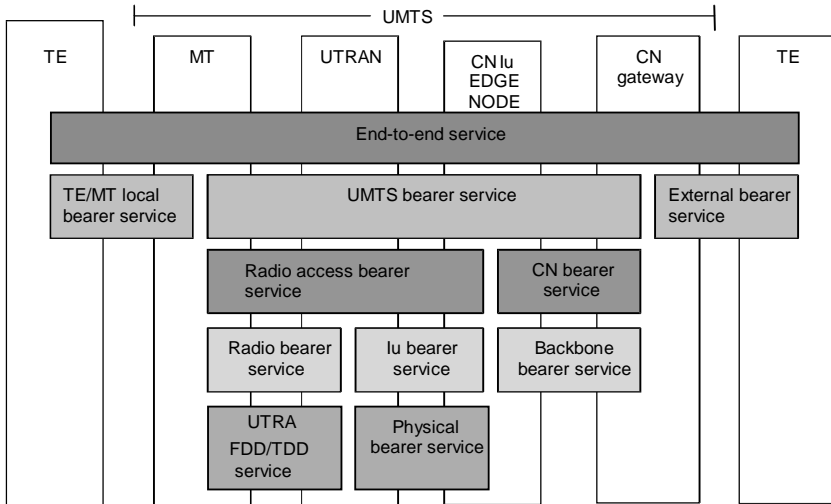 UMTS
TE
MT
UTRAN
CN Iu
EDGE
NODE
CN
gateway
TE
End-to-end service
TE/MT local
bearer service
UMTS bearer service
External bearer
service
Radio access bearer
service
CN bearer
service
Radio bearer
service
Iu bearer
service
Backbone
bearer service
UTRA
FDD/TDD
service
Physical
bearer service